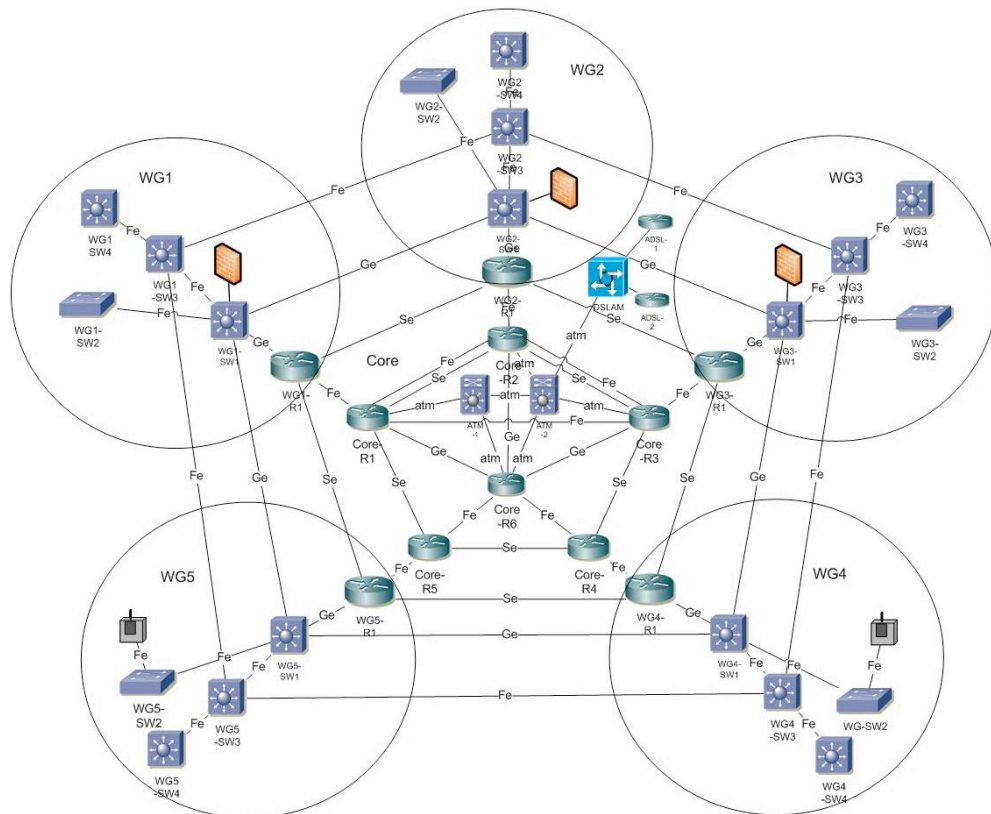 WG2
WG2
-SW4
WG2-
SW2
Fe
Fe
WG2
-SW3
Fe
Fe
Fe
WG1
WG3
WG1
SW4
Fe
WG3
-SW4
Fe
WG2-
SW1
ADSL-
1
WG1
-SW3
Fe
Ge
Ge
Ge
WG3
-SW3
Fe
DSLAM
ADSL-
2
WG1-
SW2
Fe
WG1-
SW1
Ge
WG2-
R1
Se
Se
atm
Ge
WG3-
SW1
Fe
WG3-
SW2
Core
Core
-R2
WG1-
R1
Fe
Fe
Se
atm
Se
Fe
Fe
WG3-
R1
Core-
R1
atm
atm
atm
ATM
-1
ATM
-2
Fe
Core
-R3
Ge
Ge
Ge
atm
atm
Fe
Ge
Se
Se
Core
-R6
Se
Se
Ge
Fe
Fe
Fe
Core-
R5
Se
Core-
R4
WG5
Fe
Fe
WG4
WG5-
R1
Se
WG4-
R1
Ge
Ge
Fe
Fe
WG5-
SW1
Ge
WG4-
SW1
Fe
Fe
Fe
Fe
WG5-
SW2
WG5
-SW3
Fe
WG4
-SW3
WG-SW2
Fe
Fe
WG5
-SW4
WG4
-SW4